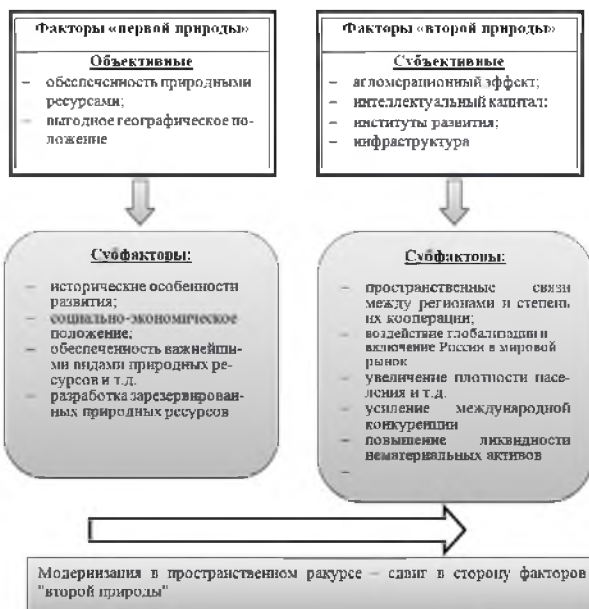 Факторы «первой природы»
Объективные
– обеспеченность природными
ресурсами;
– выгодное географическое по-
ложение
Факторы «второй природы»
Субъективные
– агломерационный эффект;
– интеллектуальный капитал;
– институты развития;
– инфраструктура
Субфакторы:
– исторические особенности
развития;
– социально-экономическое
положение;
– обеспеченность важнейши-
ми видами природных ре-
сурсов и т.д.
– разработка зарезервирован-
ных природных ресурсов
Субфакторы:
– пространственные связи
между регионами и степень
их кооперации;
– воздействие глобализации и
включение России в мировой
рынок
– увеличение плотности насе-
ления и т.д.
– усиление международной
конкуренции
– повышение ликвидности
нематериальных активов
–
Модернизация в пространственном ракурсе – сдвиг в сторону факторов
"второй природы"